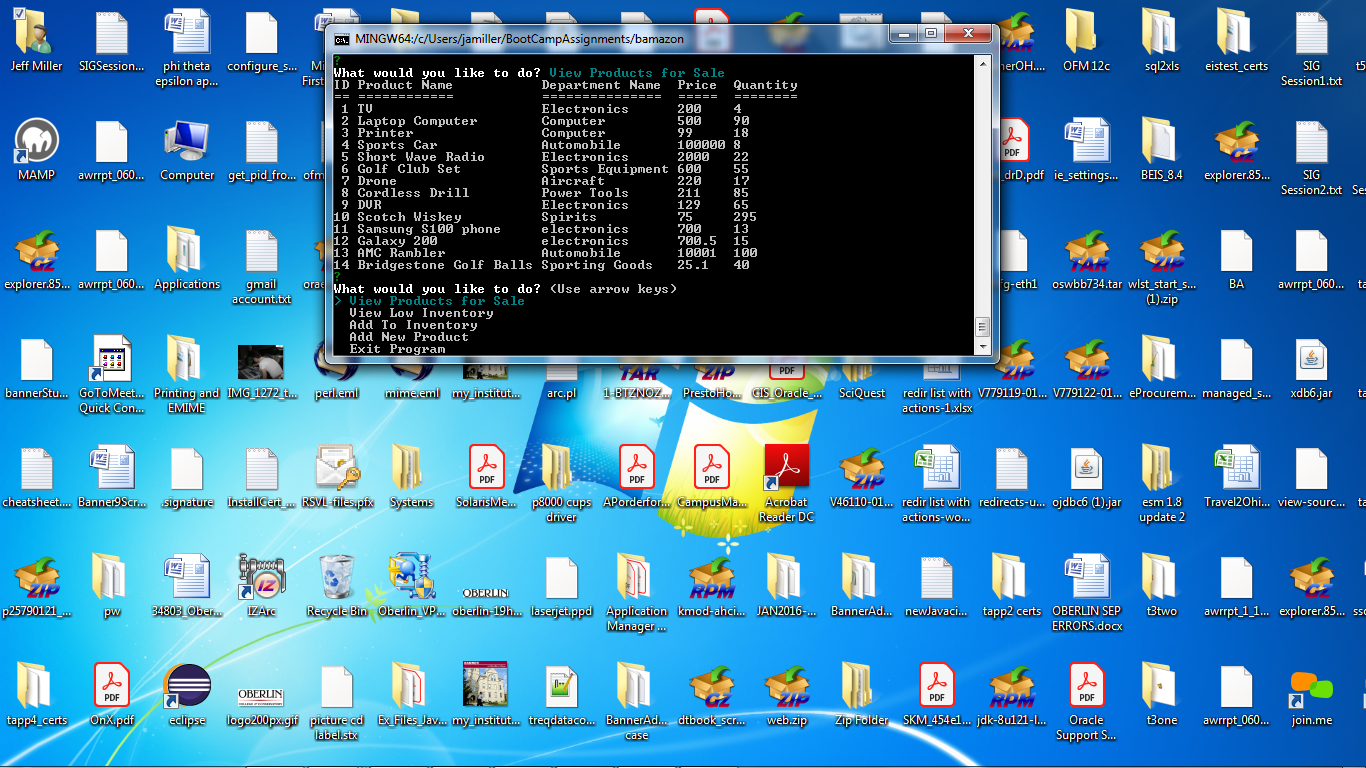 MINGW64:/c/Users/jamiller/BootCampAssignments/bamazon
?
What would you like to do? View Products for Sale
ID Product Name Department Name Price Quantity
== ============ =============== ===== ========
1 TV Electronics 200 4
2 Laptop Computer Computer 500 90
3 Printer Computer 99 18
4 Sports Car Automobile 100000 8
5 Short Wave Radio Electronics 2000 22
6 Golf Club Set Sports Equipment 600 55
7 Drone Aircraft 220 17
8 Cordless Drill Power Tools 211 85
9 DVR Electronics 129 65
10 Scotch Wiskey Spirits 75 295
11 Samsung S100 phone electronics 700 13
12 Galaxy 200 electronics 700.5 15
13 AMC Rambler Automobile 10001 100
14 Bridgestone Golf Balls Sporting Goods 25.1 40
?
What would you like to do? (Use arrow keys)
> View Products for Sale
View Low Inventory
Add To Inventory
Add New Product
Exit Program
Jeff Miller SIGSession... phi theta configure_s... merOH.... OFM 12c sql2xls eistest_certs SIG
epsilon ap... Session1.txt
MAMP awrrpt_060... Computer get_pid_fro... _drD.pdf ie_settings... BEIS_8.4 explorer.85... SIG
Session2.txt
explorer.85... awrrpt_060... Applications gmail oswbb734.tar wlst_start_s... BA awrrpt_060...
account.txt (1).zip
bannerStu... GoToMeet... Printing and IMG_1272_t... perl.eml mime.eml my_institut... arc.pl 1-BTZNOZ... PrestoHo... CIS_Oracle_... SciQuest redir list with V779119-01... V779122-01... eProcurem... managed_s... xdb6.jar
Quick Con... EMIME actions-1.xlsx
cheatsheet.... Banner9Scr... .signature InstallCert_... RSVL-files.pfx Systems SolarisMe... p8000 cups APOrderfor... CampusMa... Acrobat V46110-01... redir list with redirects-u... ojdbc6 (1).jar esm 1.8 Travel2Ohi... view-sourc...
driver Reader DC actions-wo... update 2
p25790121_... pw 34803_Ober... IZArc Recycle Bin Oberlin_VP... oberlin-19h... laserjet.ppd Application kmod-ahci... JAN2016-... BannerAd... newJavaci... tapp2 certs OBERLIN SEP t3two awrrpt_1_1... explorer.85...
Manager ... ERRORS.docx
tapp4_certs OnX.pdf eclipse logo200px.gif picture cd Ex_Files_Jav... my_institut... treqdataco... BannerAd... dtbook_scr... web.zip Zip Folder SKM_454e1... jdk-8u121-l... Oracle t3one awrrpt_060... join.me
label.stx case Support S...